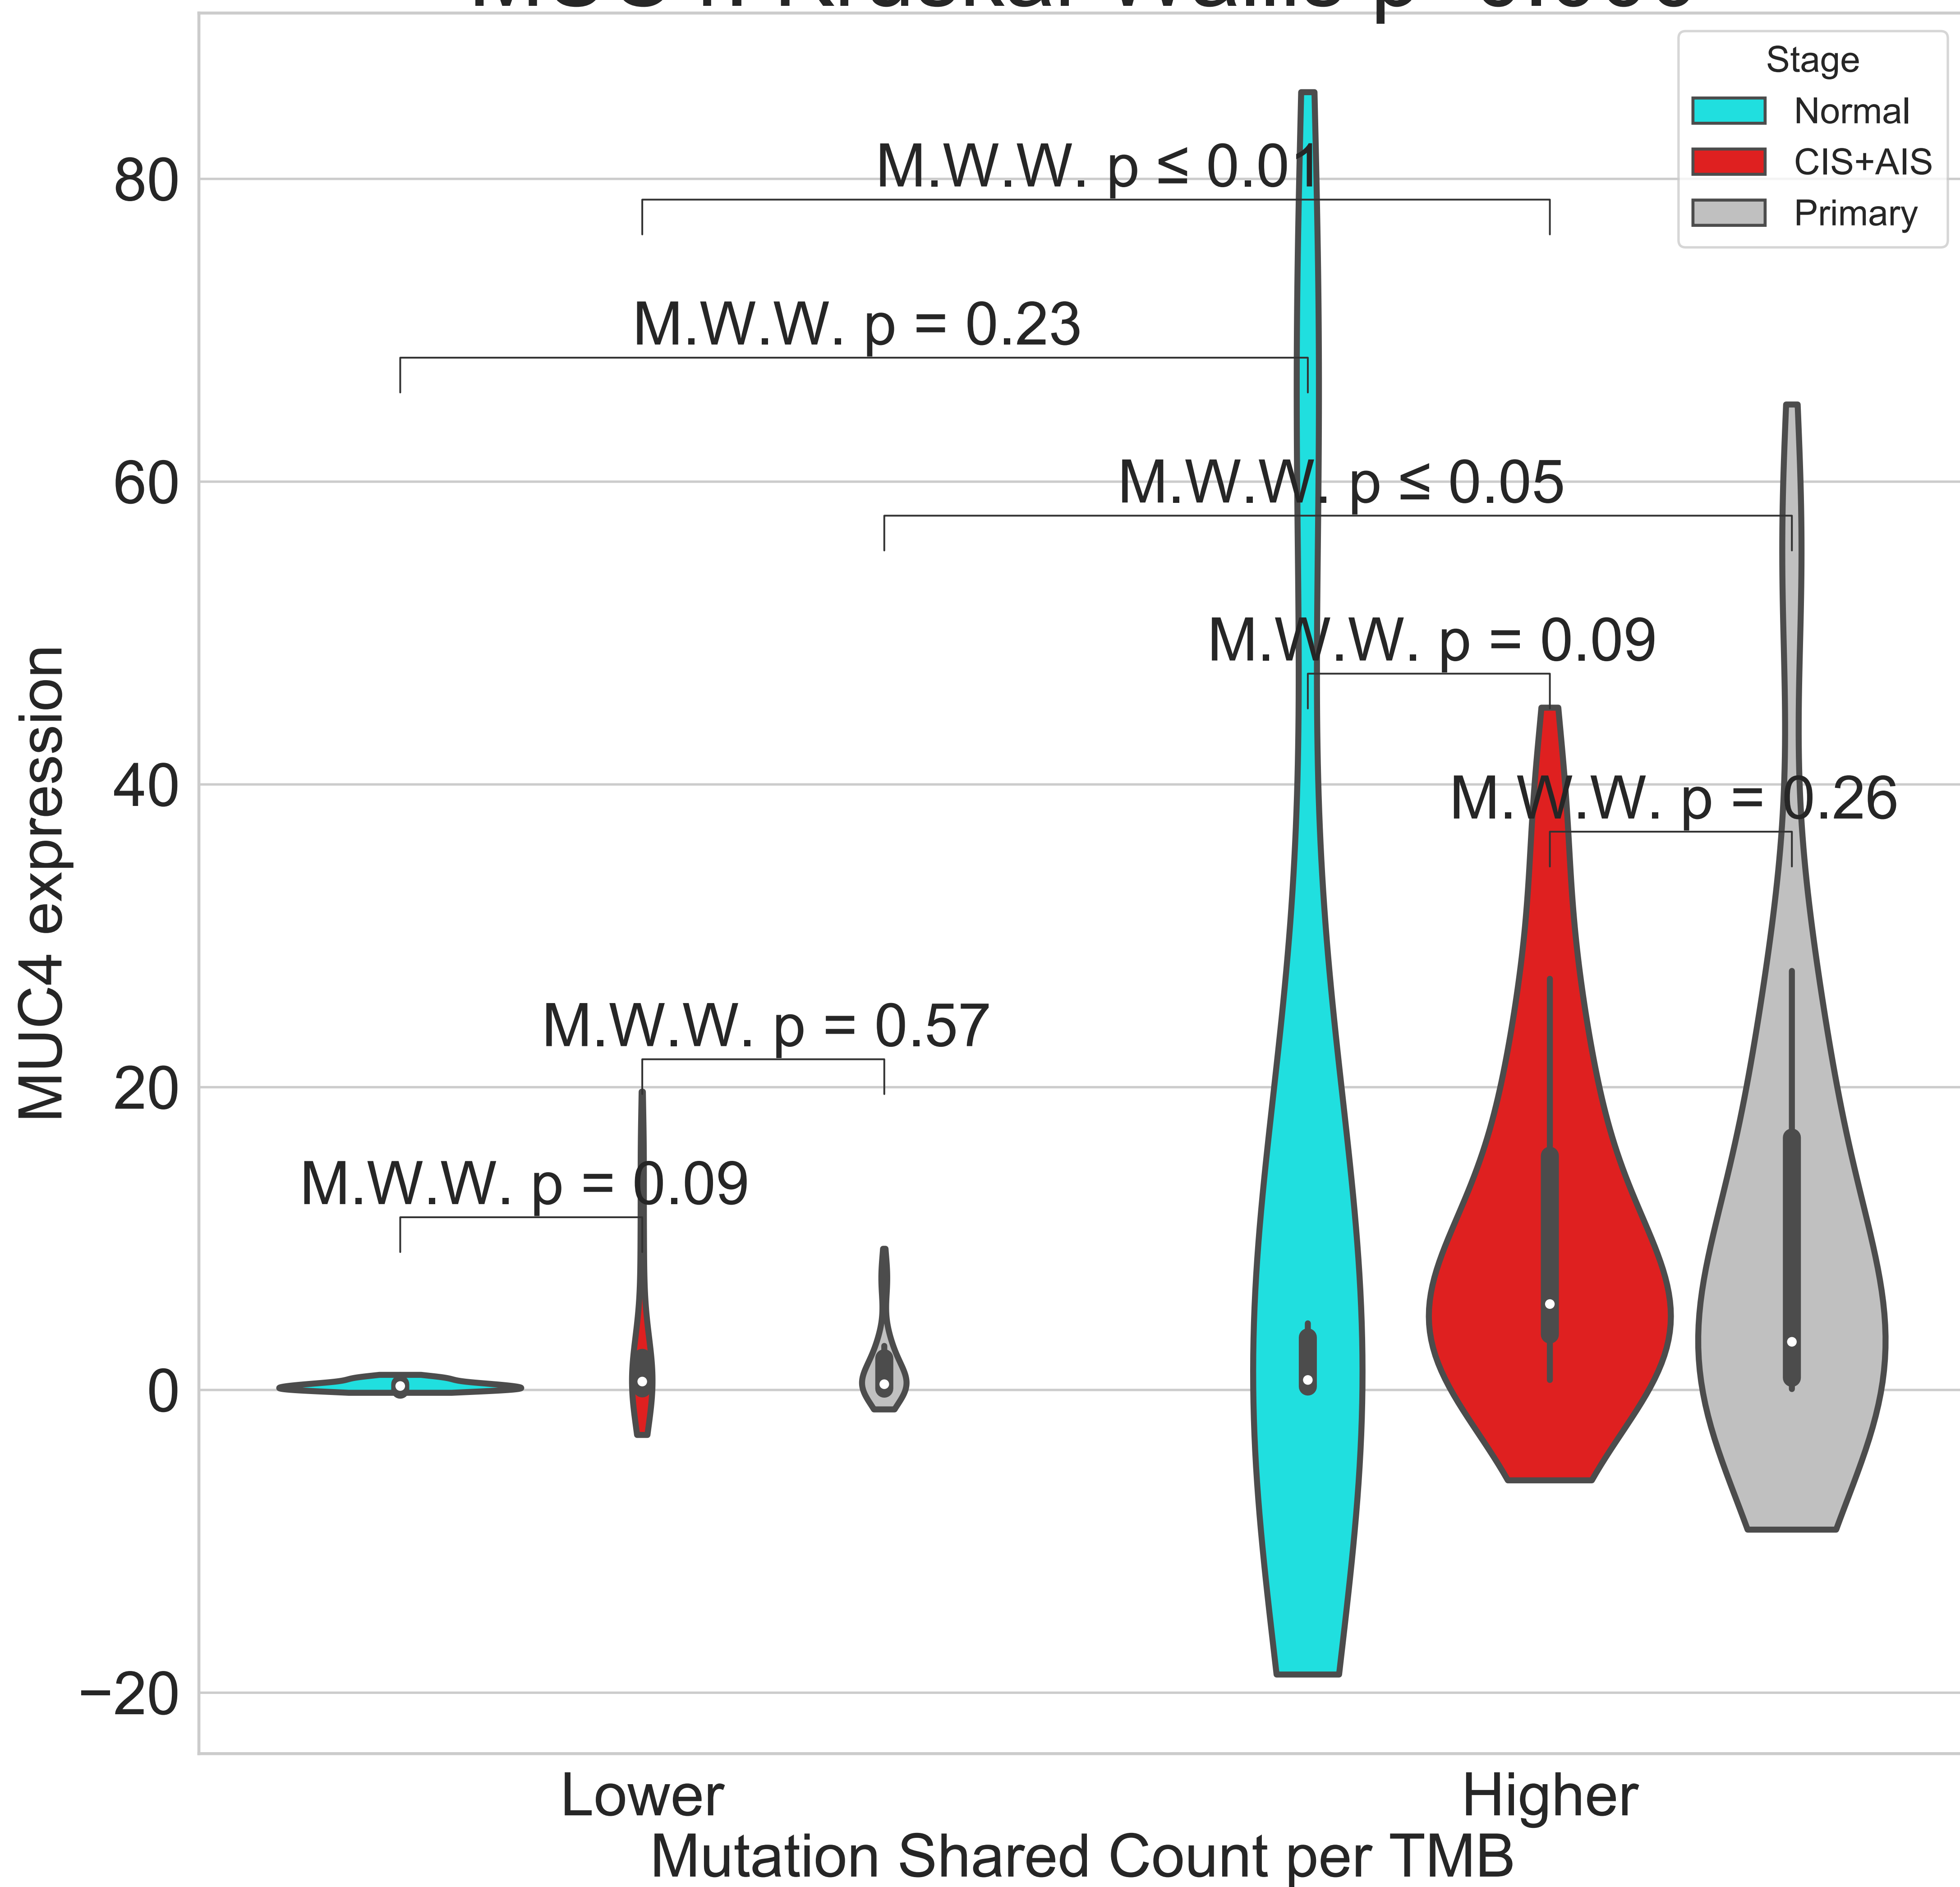 Stage
Normal
CIS+AIS
Primary
80
M.W.W. p ≤ 0.01
M.W.W. p = 0.23
60
M.W.W. p ≤ 0.05
M.W.W. p = 0.09
40
M.W.W. p = 0.26
MUC4 expression
M.W.W. p = 0.57
20
M.W.W. p = 0.09
0
−20
Lower
Higher
Mutation Shared Count per TMB